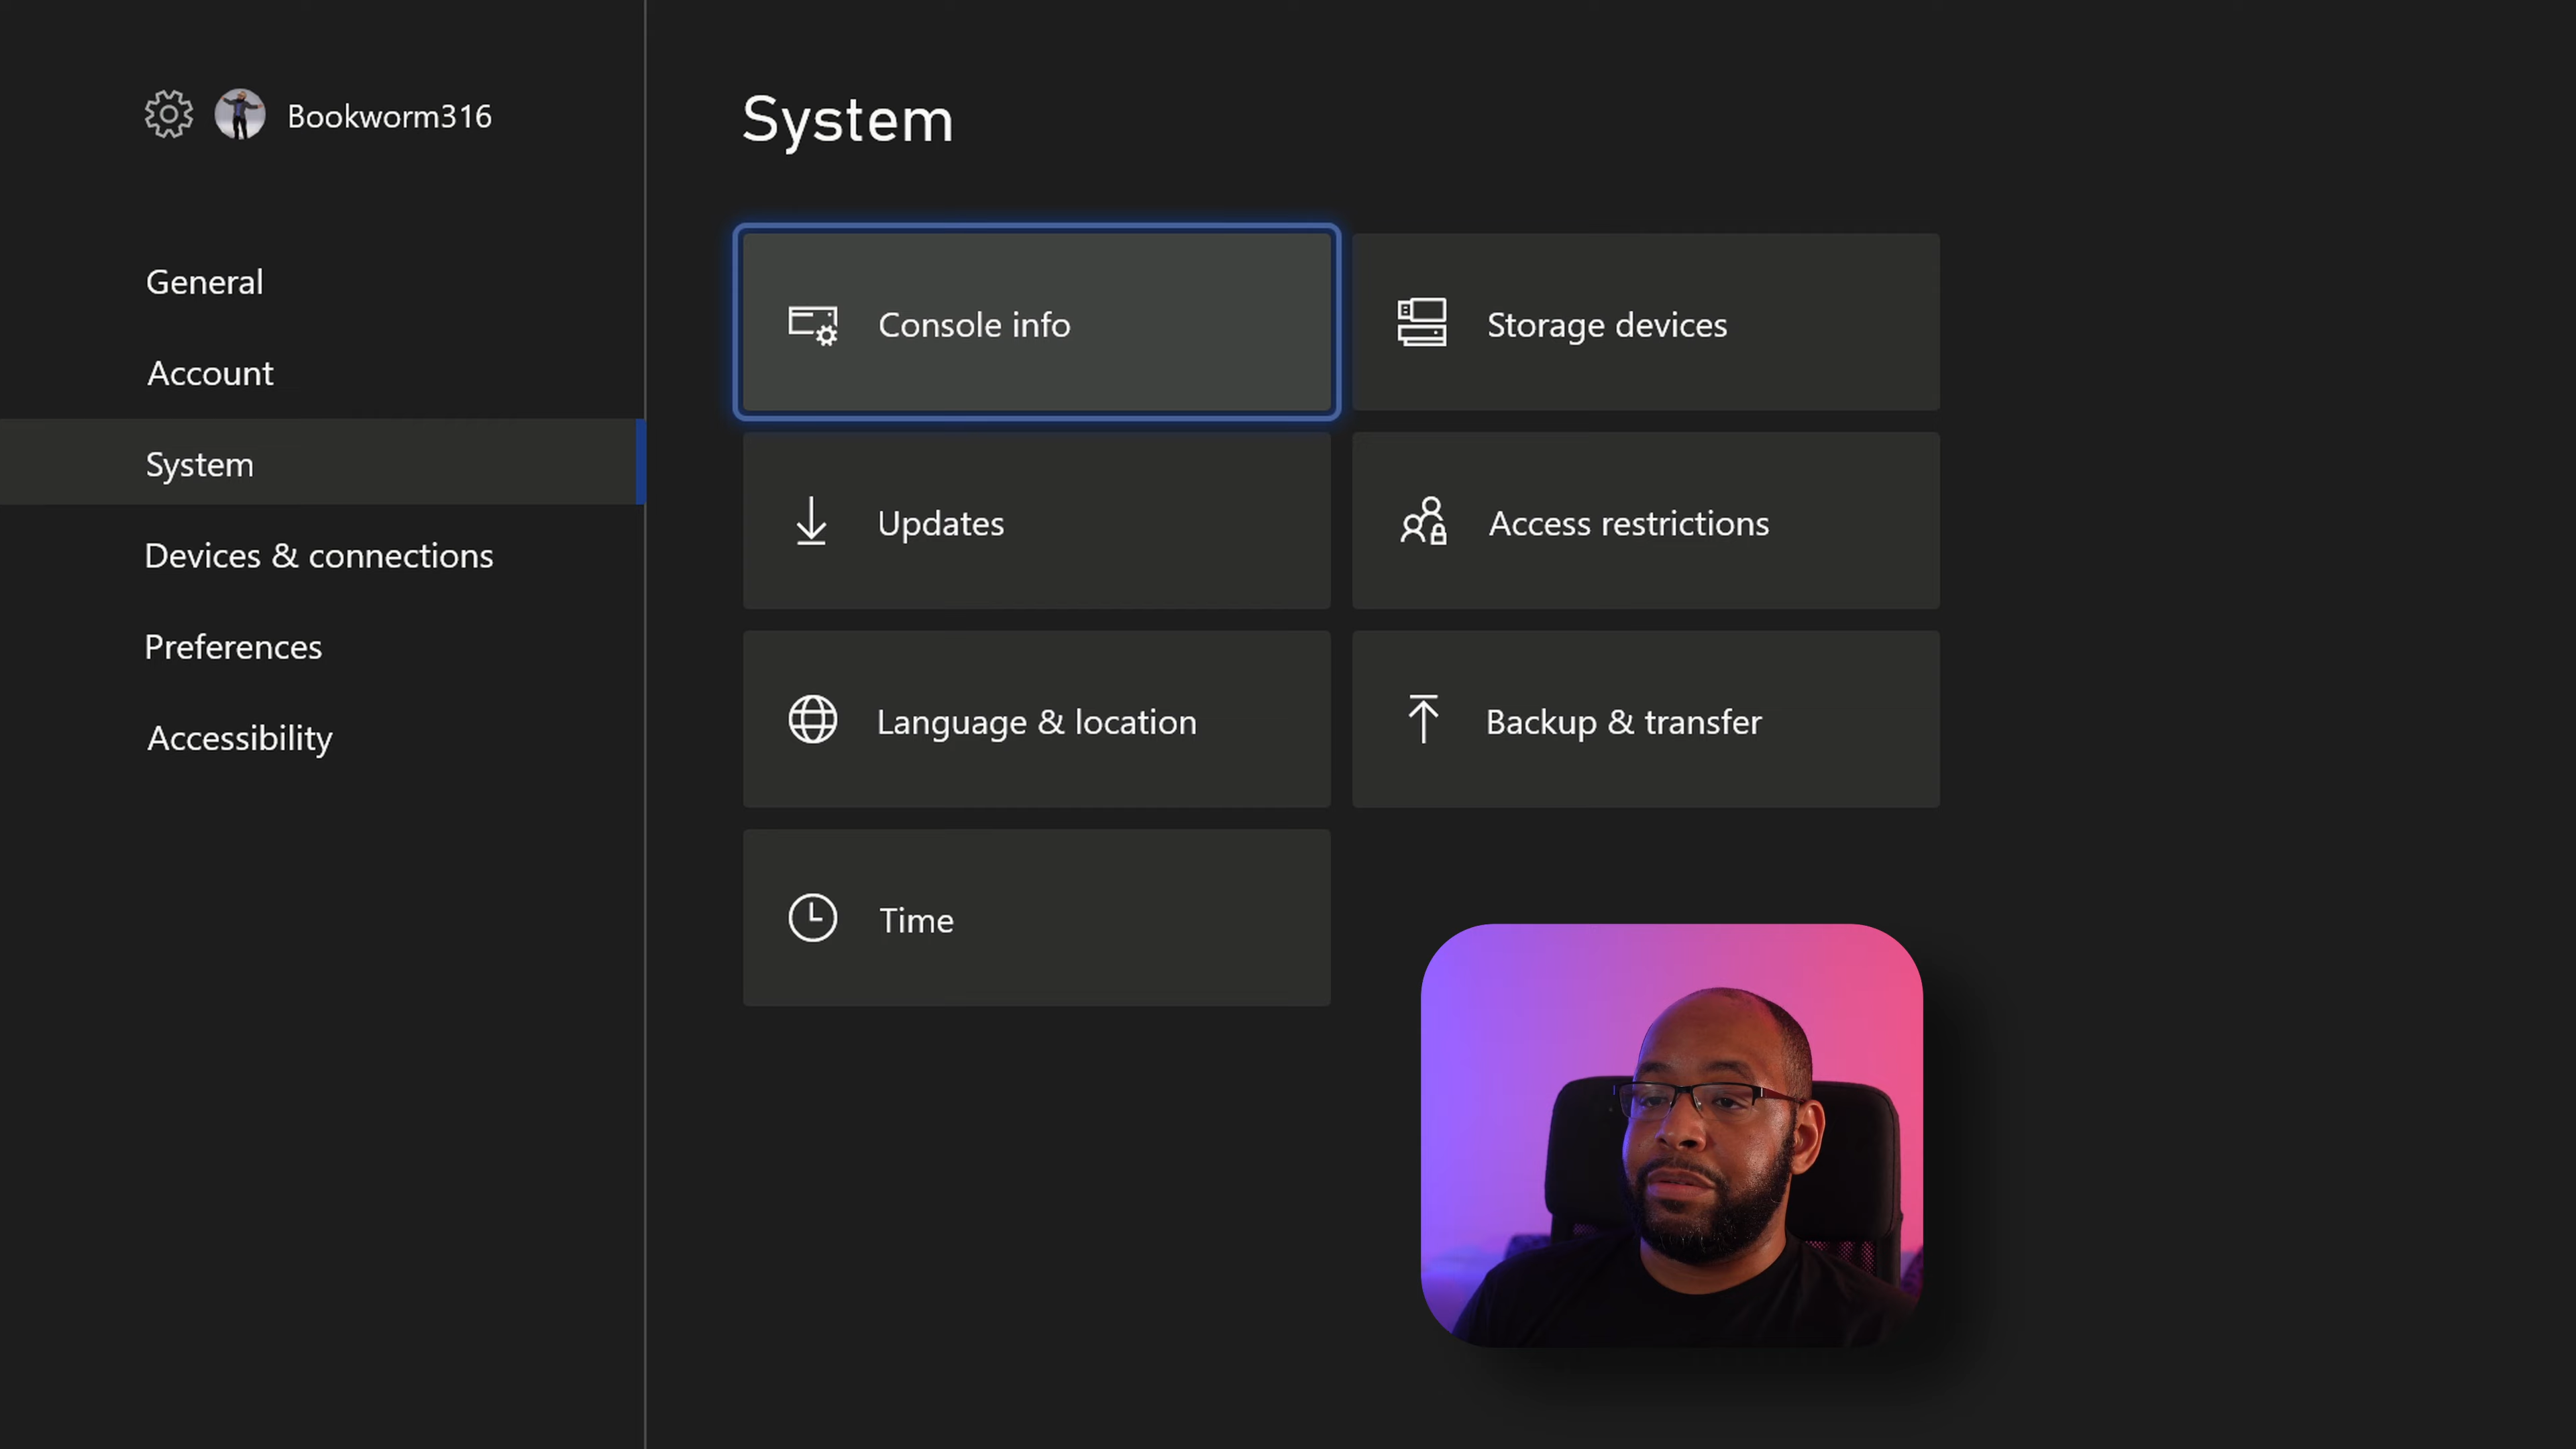 Bookworm316
General
Account
System
Devices & connections
Preferences
Accessibility
System
Console info
Storage devices
Updates
Access restrictions
Language & location
Backup & transfer
Time